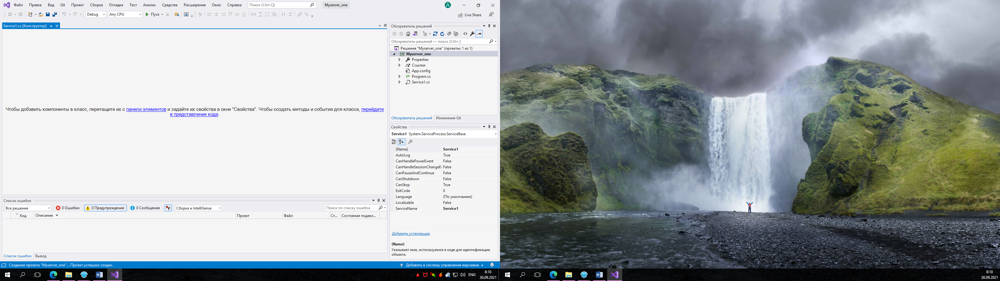 Файл Правка Вид Git Проект Сборка Отладка Тест Анализ Средства Расширения Окно Справка Поиск (Ctrl+Q) Myserver_one A
Debug Any CPU Пуск Live Share
Service1.cs [Конструктор]
Чтобы добавить компоненты в класс, перетащите их с панели элементов и задайте их свойства в окне "Свойства". Чтобы создать методы и события для класса, перейдите
в представление кода.
Обозреватель решений
Обозреватель решений — поиск (Ctrl+;)
Решение "Myserver_one" (проекты: 1 из 1)
C# Myserver_one
Properties
Ссылки
App.config
C# Program.cs
Service1.cs
Обозреватель решений Изменения Git
Свойства
Service1 System.ServiceProcess.ServiceBase
(Name) Service1
AutoLog True
CanHandlePowerEvent False
CanHandleSessionChangeEv False
CanPauseAndContinue False
CanShutdown False
CanStop True
ExitCode 0
Language (По умолчанию)
Localizable False
ServiceName Service1
Добавить установщик
(Name)
Указывает имя, используемое в коде для идентификации
объекта.
Список ошибок
Все решение 0 Ошибки 0 Предупреждения 0 Сообщения Сборка и IntelliSense Поиск по списку ошибок
Код Описание Проект Файл Ст... Состояние подавл...
Список ошибок Вывод
Создание проекта "Myserver_one"... Проект успешно создан. Добавить в систему управления версиями
ENG 8:10
30.09.2021
8:10
30.09.2021